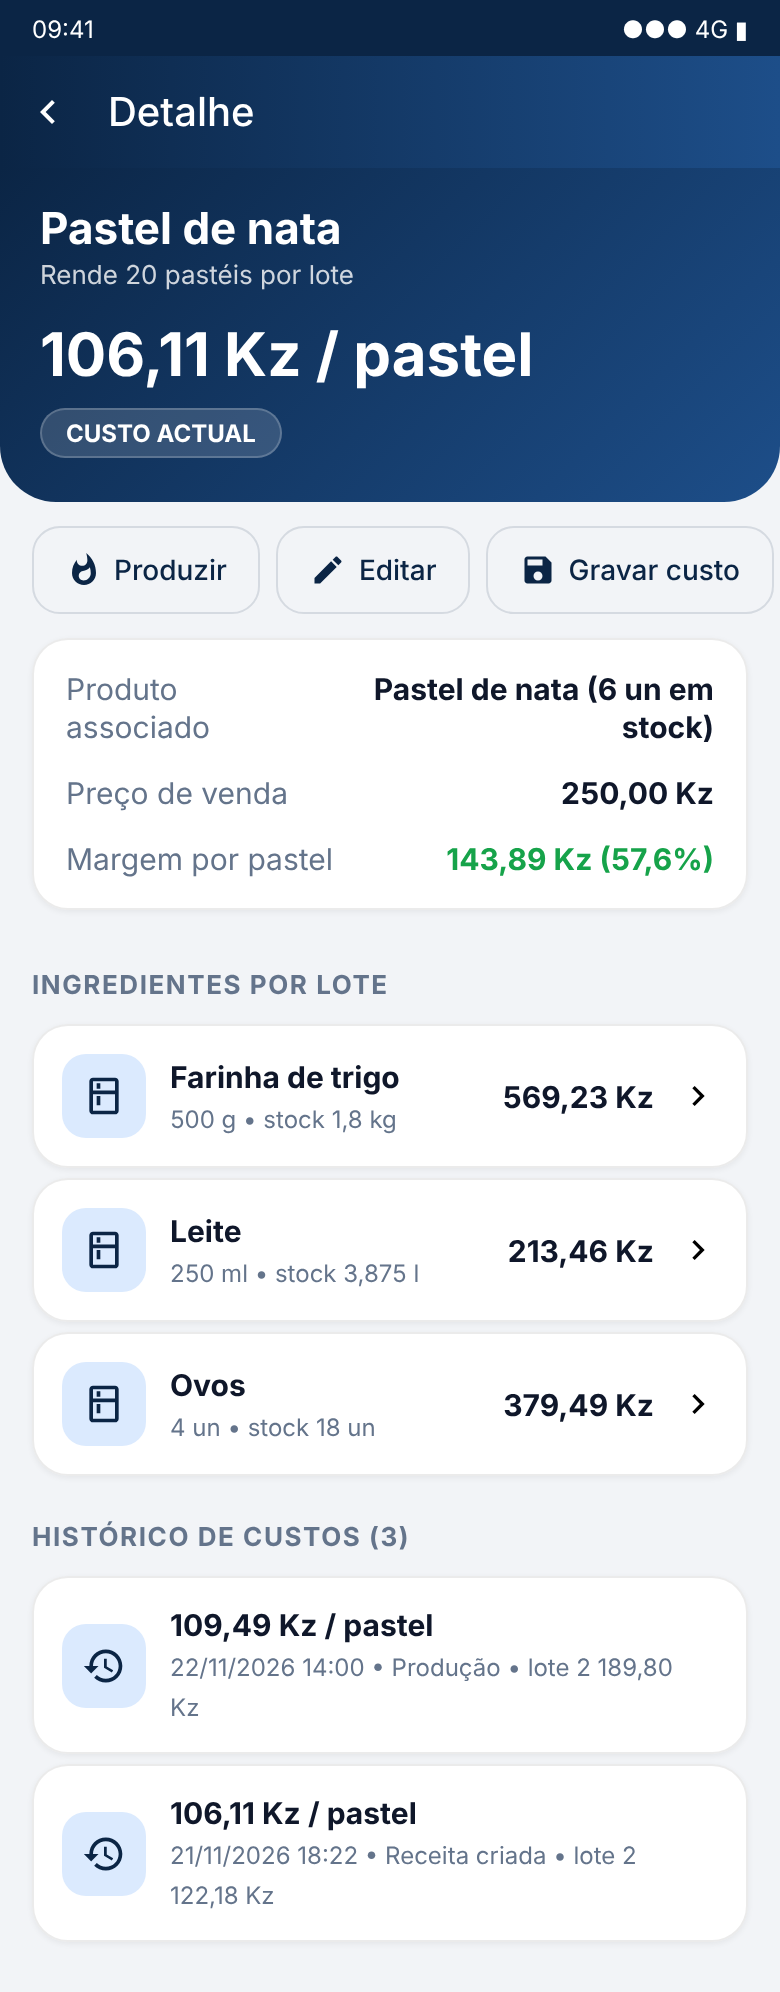 09:41
4G
Detalhe
Pastel de nata
Rende 20 pastéis por lote
106,11 Kz / pastel
CUSTO ACTUAL
Produzir
Editar
Gravar custo
Produto associado
Pastel de nata (6 un em stock)
Preço de venda
250,00 Kz
Margem por pastel
143,89 Kz (57,6%)
INGREDIENTES POR LOTE
Farinha de trigo
500 g • stock 1,8 kg
569,23 Kz
Leite
250 ml • stock 3,875 l
213,46 Kz
Ovos
4 un • stock 18 un
379,49 Kz
HISTÓRICO DE CUSTOS (3)
109,49 Kz / pastel
22/11/2026 14:00 • Produção • lote 2 189,80
Kz
106,11 Kz / pastel
21/11/2026 18:22 • Receita criada • lote 2
122,18 Kz